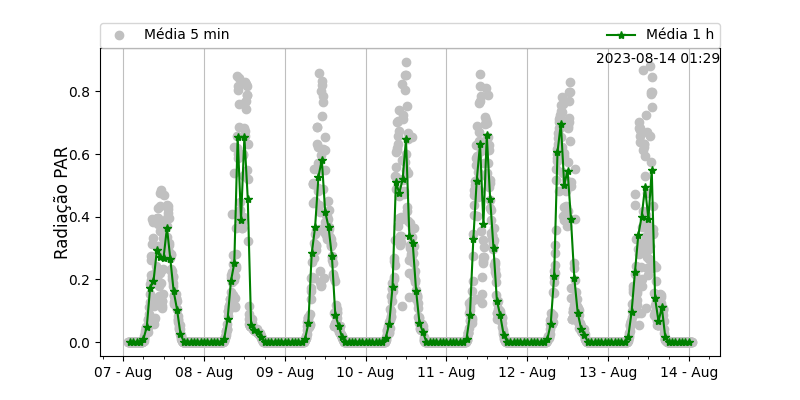 Média 5 min
Média 1 h
2023-08-14 01:29
Radiação PAR
0.8
0.6
0.4
0.2
0.0
07 - Aug 08 - Aug 09 - Aug 10 - Aug 11 - Aug 12 - Aug 13 - Aug 14 - Aug